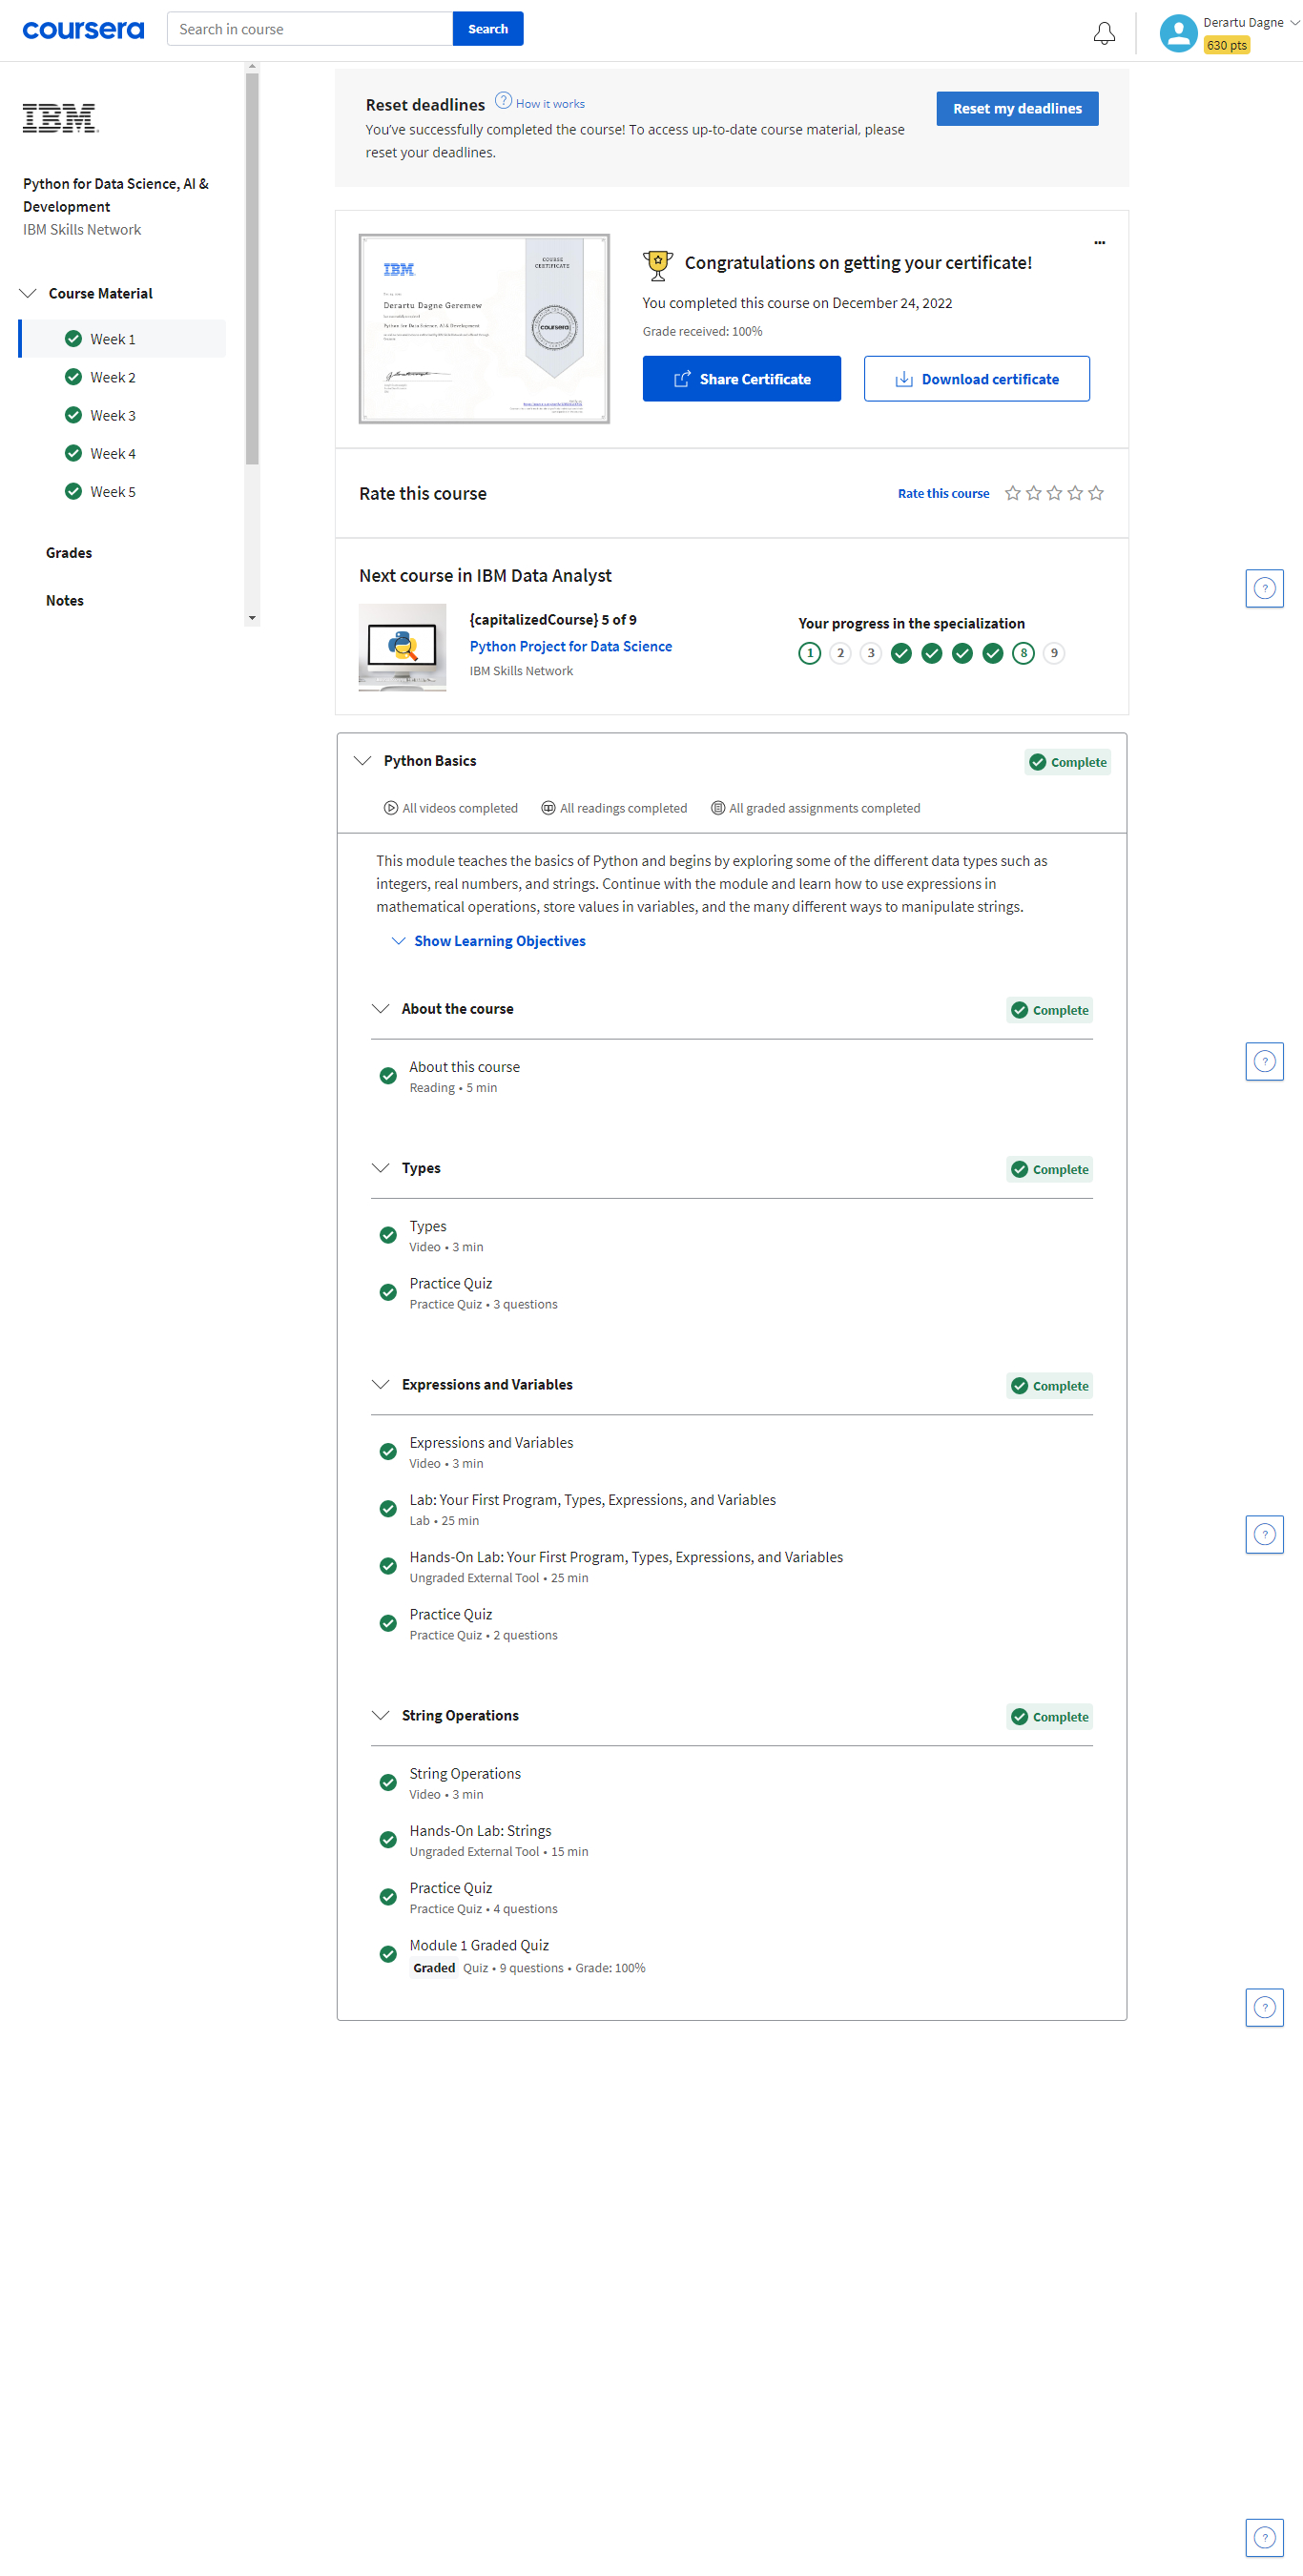 coursera
Search in course
Search
Derartu Dagne
630 pts
IBM
Python for Data Science, AI &
Development
IBM Skills Network
Course Material
Week 1
Week 2
Week 3
Week 4
Week 5
Grades
Notes
Reset deadlines
? How it works
You've successfully completed the course! To access up-to-date course material, please
reset your deadlines.
Reset my deadlines
IBM
Derartu Dagne Geremew
Python for Data Science, AI & Development
COURSE
CERTIFICATE
coursera
...
Congratulations on getting your certificate!
You completed this course on December 24, 2022
Grade received: 100%
Share Certificate
Download certificate
Rate this course
Rate this course
Next course in IBM Data Analyst
{capitalizedCourse} 5 of 9
Python Project for Data Science
IBM Skills Network
Your progress in the specialization
1 2 3 8 9
Python Basics
Complete
All videos completed
All readings completed
All graded assignments completed
This module teaches the basics of Python and begins by exploring some of the different data types such as
integers, real numbers, and strings. Continue with the module and learn how to use expressions in
mathematical operations, store values in variables, and the many different ways to manipulate strings.
Show Learning Objectives
About the course
Complete
About this course
Reading • 5 min
Types
Complete
Types
Video • 3 min
Practice Quiz
Practice Quiz • 3 questions
Expressions and Variables
Complete
Expressions and Variables
Video • 3 min
Lab: Your First Program, Types, Expressions, and Variables
Lab • 25 min
Hands-On Lab: Your First Program, Types, Expressions, and Variables
Ungraded External Tool • 25 min
Practice Quiz
Practice Quiz • 2 questions
String Operations
Complete
String Operations
Video • 3 min
Hands-On Lab: Strings
Ungraded External Tool • 15 min
Practice Quiz
Practice Quiz • 4 questions
Module 1 Graded Quiz
Graded Quiz • 9 questions • Grade: 100%
?
?
?
?
?